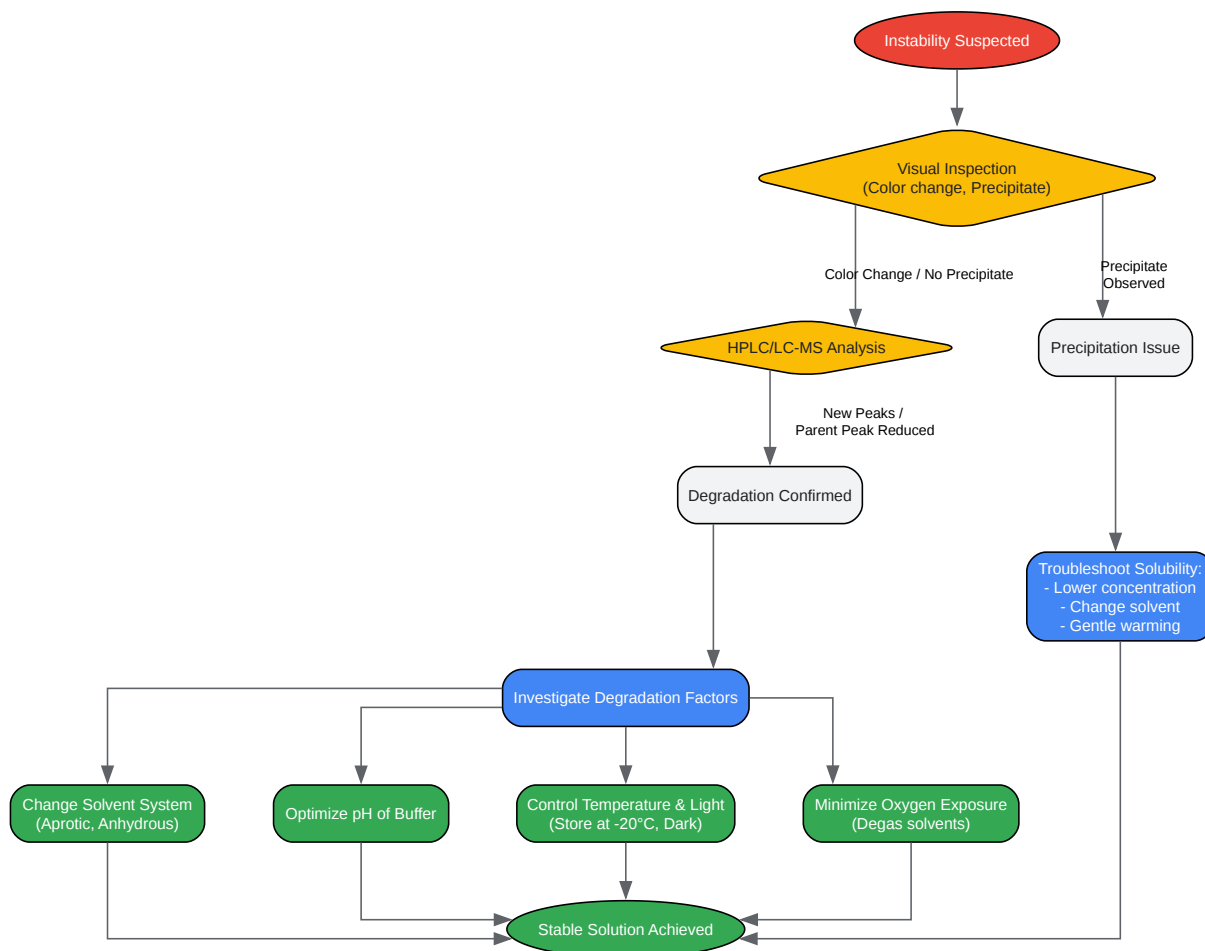 Instability Suspected
Visual Inspection
(Color change, Precipitate)
Color Change / No Precipitate
Precipitate
Observed
HPLC/LC-MS Analysis
Precipitation Issue
New Peaks /
Parent Peak Reduced
Degradation Confirmed
Troubleshoot Solubility:
- Lower concentration
- Change solvent
- Gentle warming
Investigate Degradation Factors
Change Solvent System
(Aprotic, Anhydrous)
Optimize pH of Buffer
Control Temperature & Light
(Store at -20°C, Dark)
Minimize Oxygen Exposure
(Degas solvents)
Stable Solution Achieved